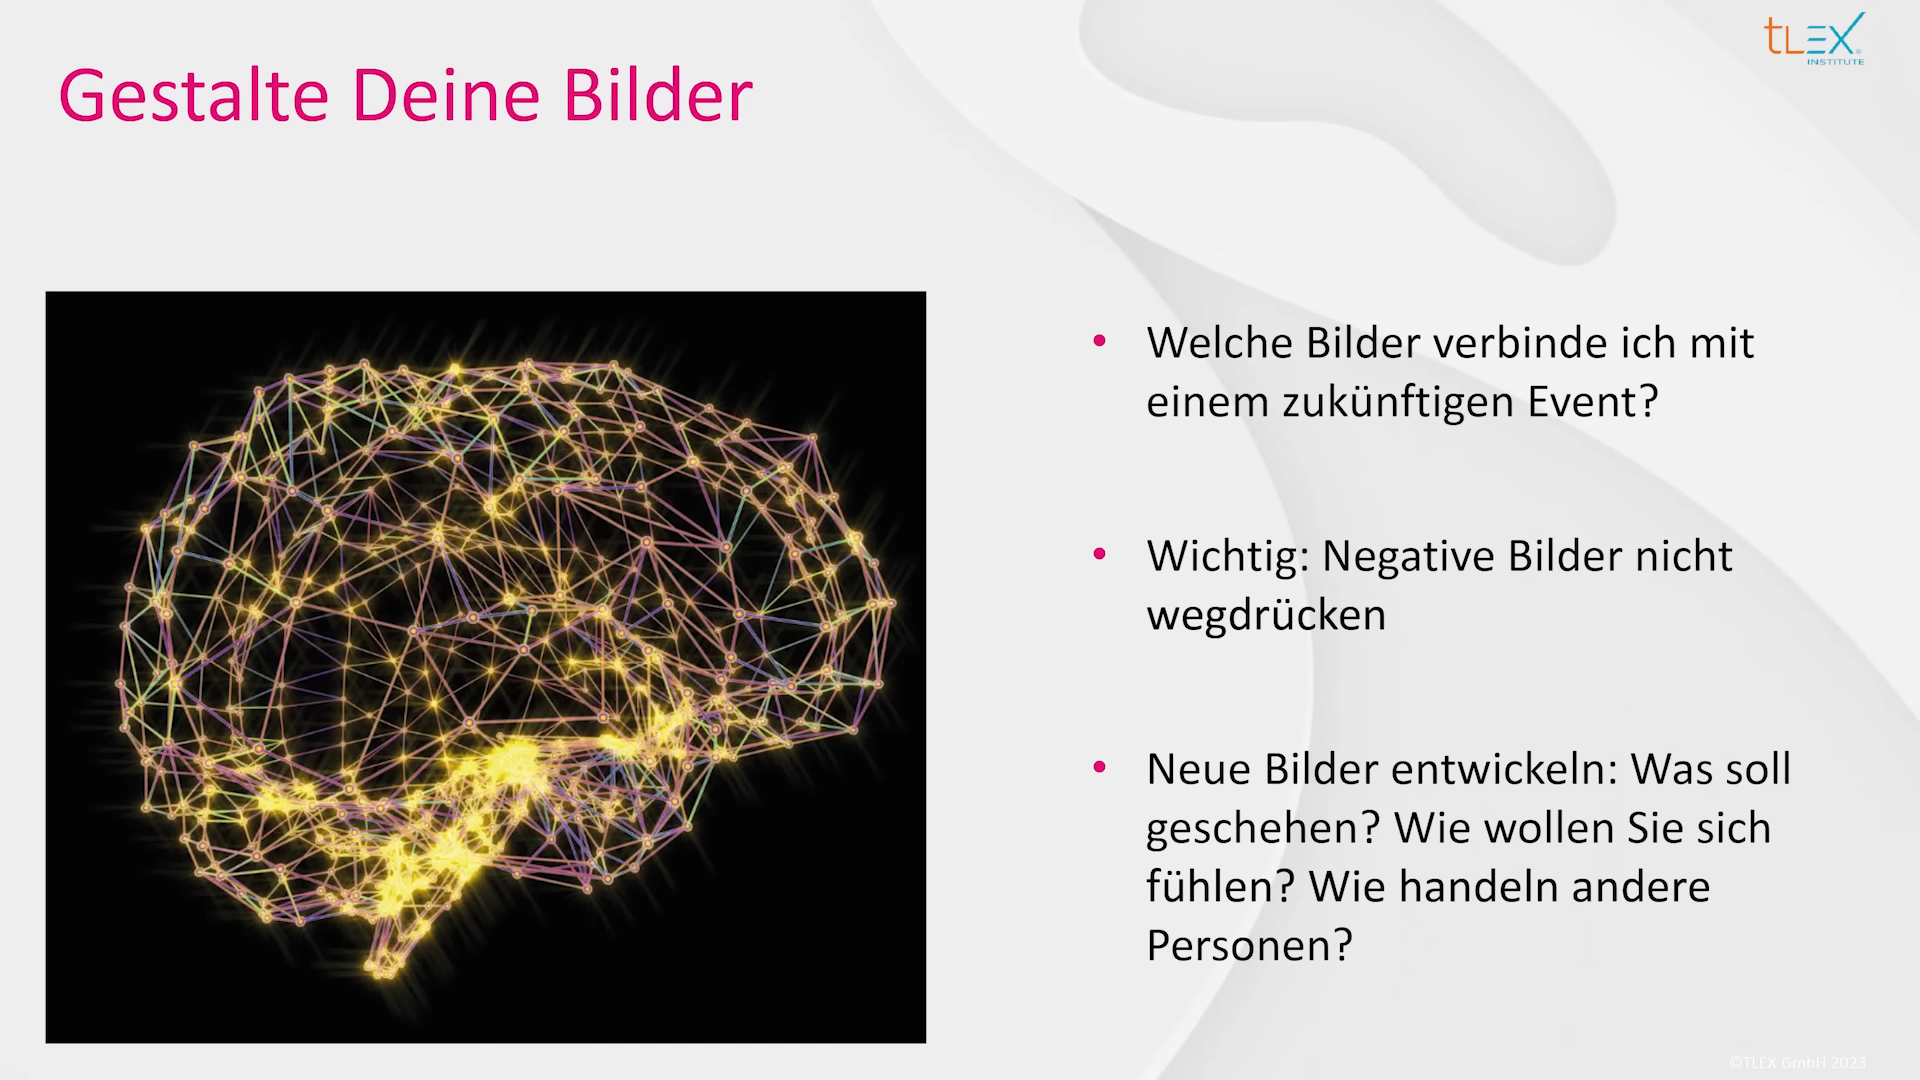 tLEX
INSTITUTE
Gestalte Deine Bilder
• Welche Bilder verbinde ich mit
einem zukünftigen Event?
• Wichtig: Negative Bilder nicht
wegdrücken
• Neue Bilder entwickeln: Was soll
geschehen? Wie wollen Sie sich
fühlen? Wie handeln andere
Personen?
©TLEX GmbH 2023